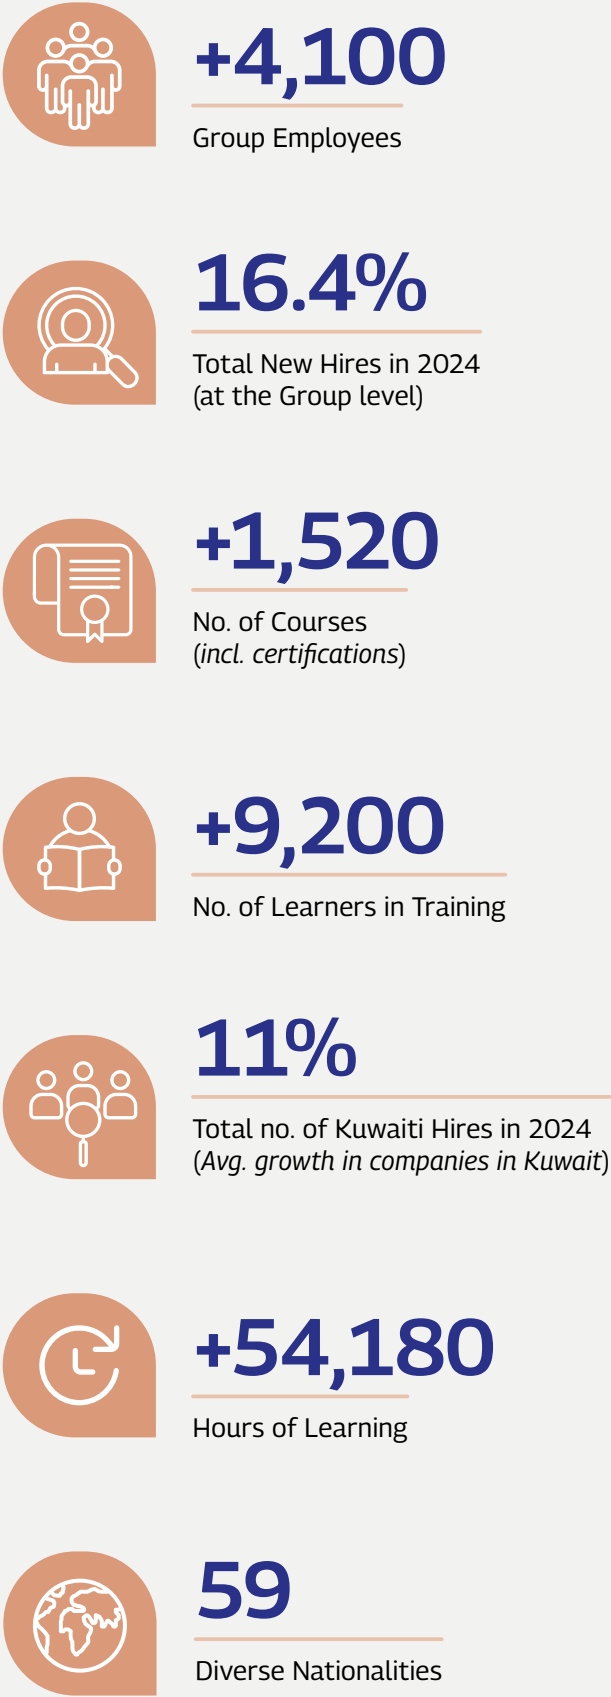 +4,100
Group Employees
16.4%
Total New Hires in 2024
(at the Group level)
+1,520
No. of Courses
(incl. certifications)
+9,200
No. of Learners in Training
11%
Total no. of Kuwaiti Hires in 2024
(Avg. growth in companies in Kuwait)
+54,180
Hours of Learning
59
Diverse Nationalities